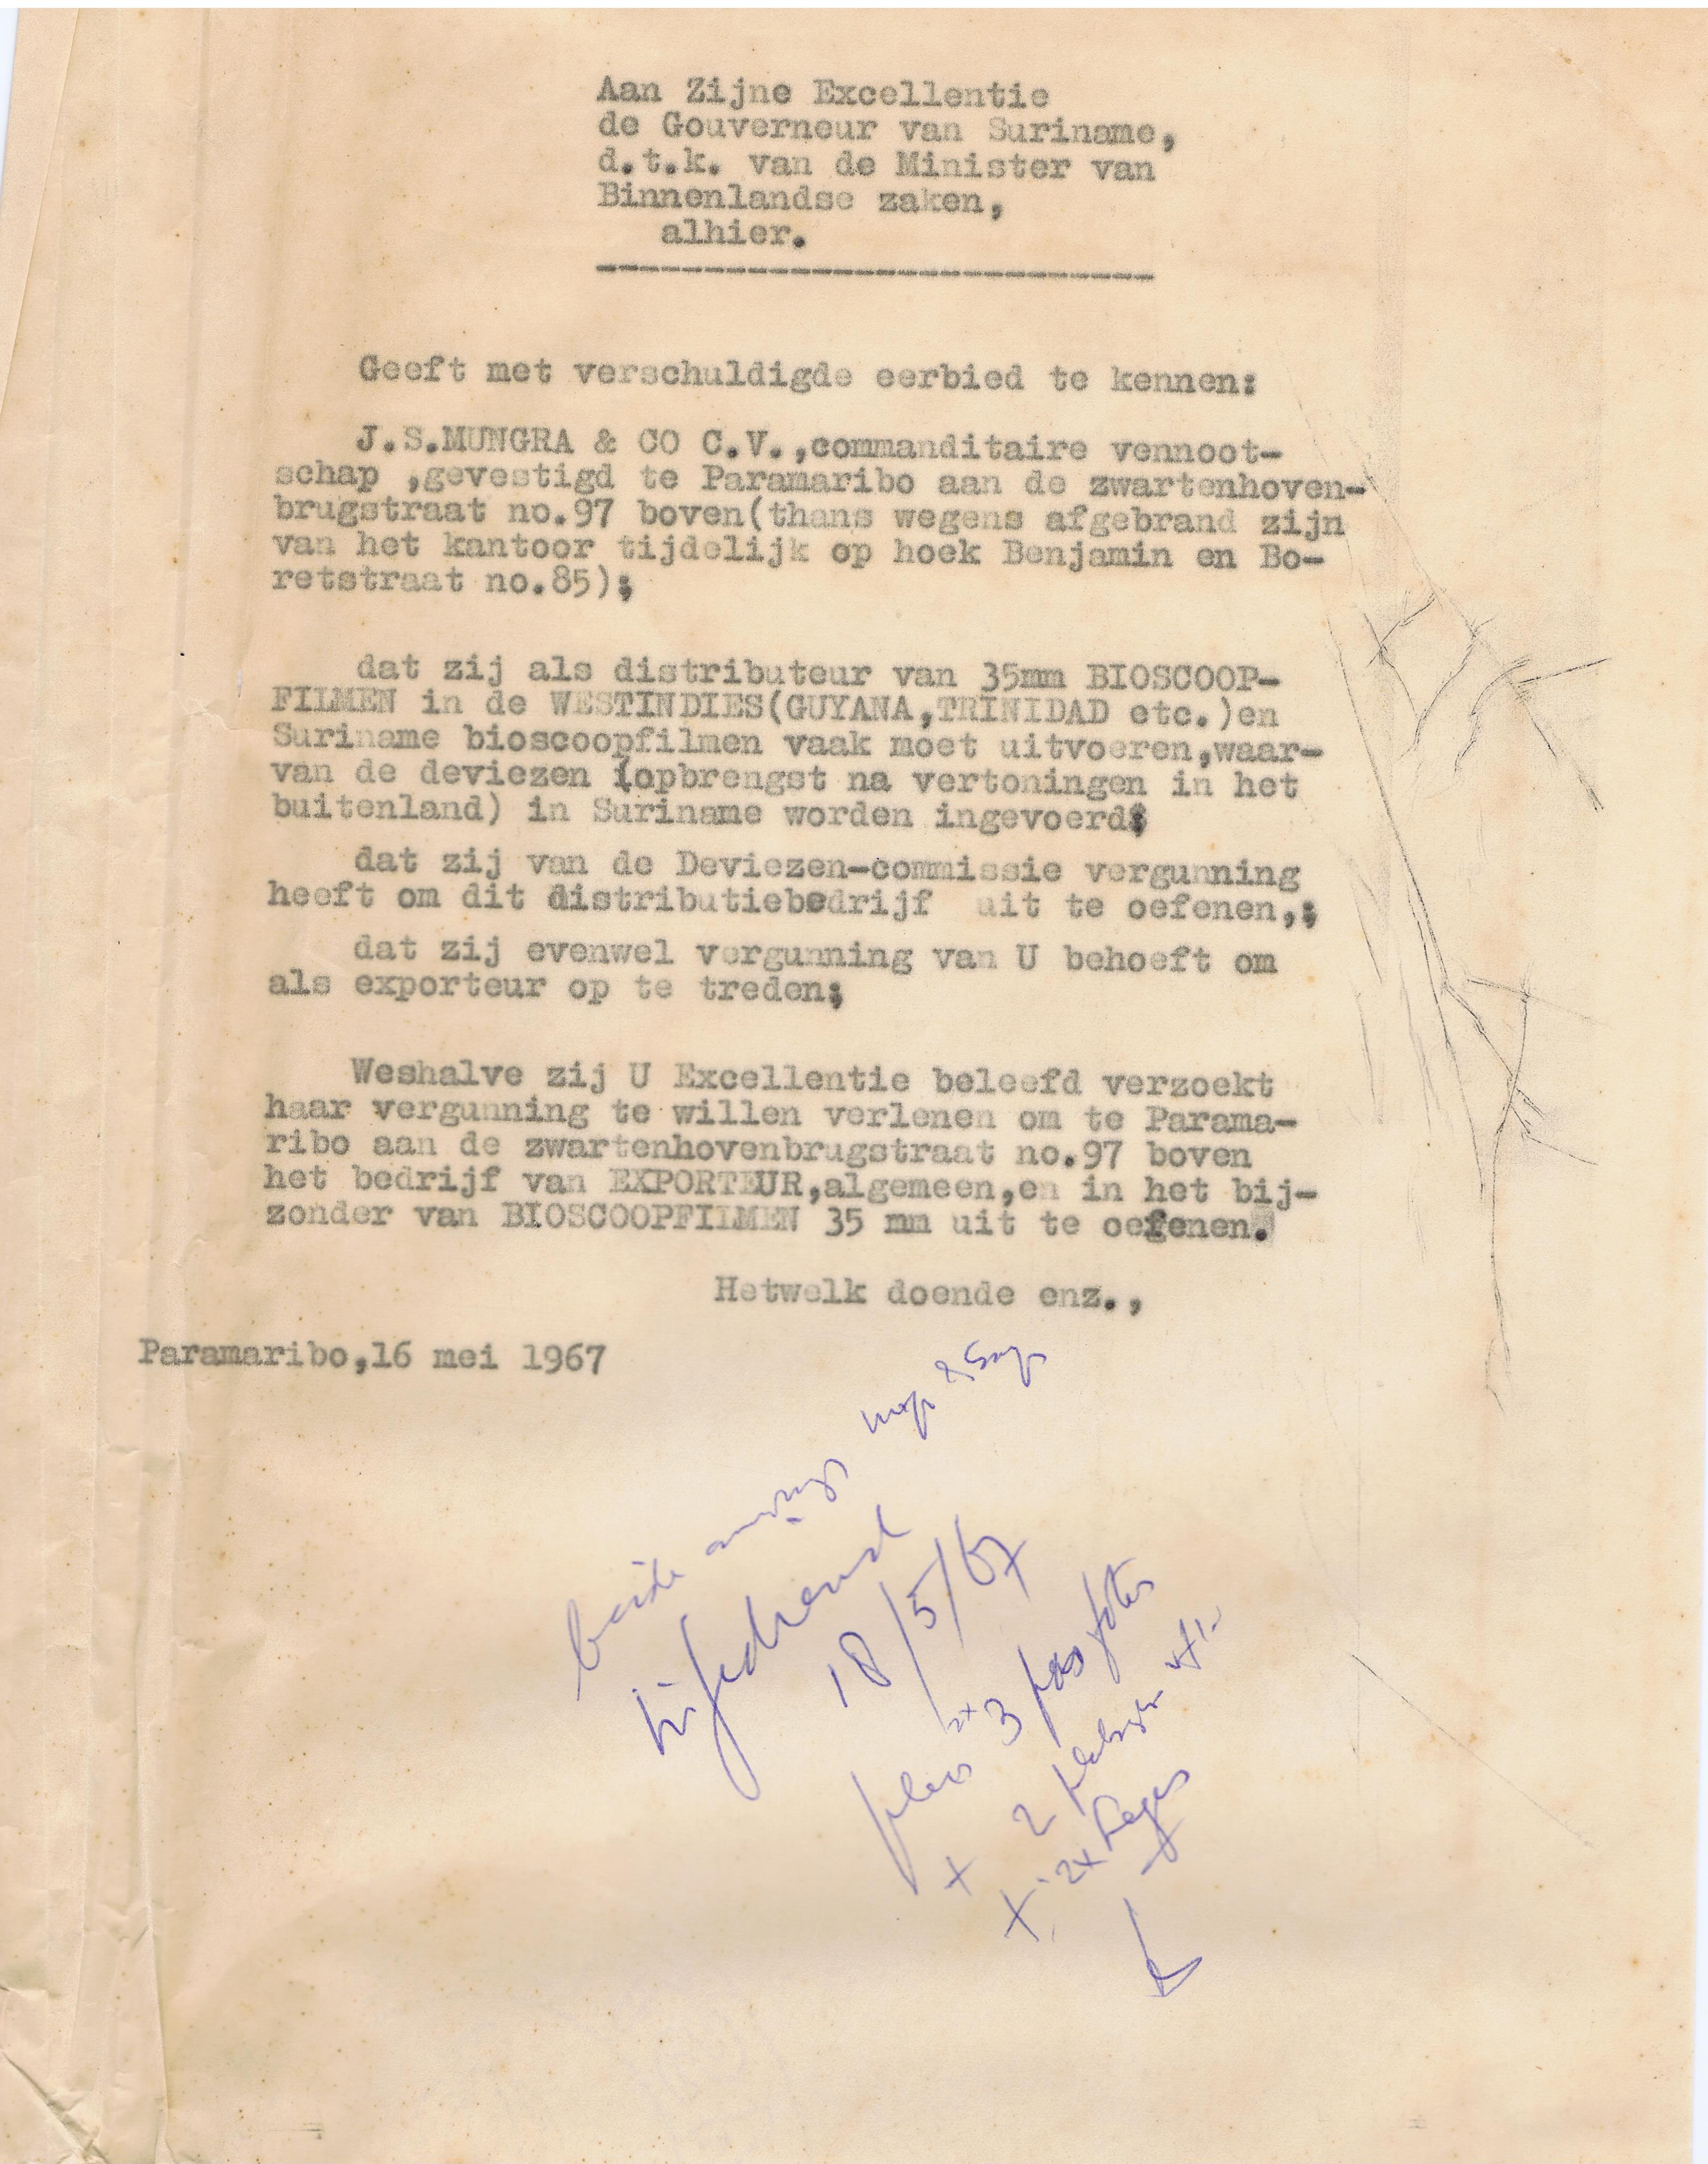 Aan Zijne Excellentie
de Gouverneur van Suriname,
d.t.k. van de Minister van
Binnenlandse zaken,
alhier.
Geeft met verschuldigde eerbied te kennen:
J.S.MUNGRA & CO C.V.,commanditaire vennoot-
schap ,gevestigd te Paramaribo aan de zwartenhoven-
brugstraat no.97 boven(thans wegens afgebrand zijn
van het kantoor tijdelijk op hoek Benjamin en Bo-
retstraat no.85);
dat zij als distributeur van 35mm BIOSCOOP-
FILMEN in de WESTINDIES(GUYANA,TRINIDAD etc.)en
Suriname bioscoopfilmen vaak moet uitvoeren,waar-
van de deviezen (opbrengst na vertoningen in het
buitenland) in Suriname worden ingevoerd;
dat zij van de Deviezen-commissie vergunning
heeft om dit distributiebedrijf uit te oefenen,;
dat zij evenwel vergunning van U behoeft om
als exporteur op te treden;
Weshalve zij U Excellentie beleefd verzoekt
haar vergunning te willen verlenen om te Parama-
ribo aan de zwartenhovenbrugstraat no.97 boven
het bedrijf van EXPORTEUR,algemeen,en in het bij-
zonder van BIOSCOOPFILMEN 35 mm uit te oefenen.
Hetwelk doende enz.,
Paramaribo,16 mei 1967
beide
18/5/67
plus 2x 3 pasfotos
+ 2
+ 2x Leges